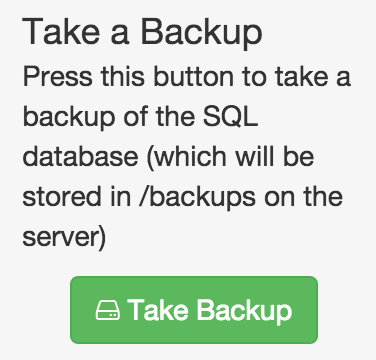 Take a Backup
Press this button to take a
backup of the SQL
database (which will be
stored in /backups on the
server)
Take Backup